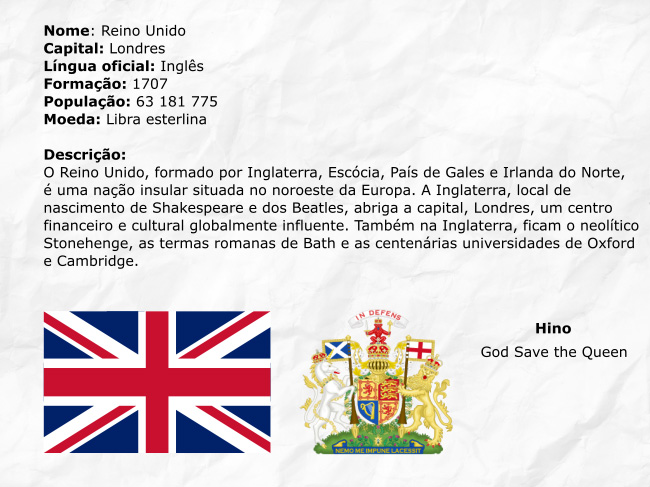 Nome: Reino Unido
Capital: Londres
Língua oficial: Inglês
Formação: 1707
População: 63 181 775
Moeda: Libra esterlina
Descrição:
O Reino Unido, formado por Inglaterra, Escócia, País de Gales e Irlanda do Norte,
é uma nação insular situada no noroeste da Europa. A Inglaterra, local de
nascimento de Shakespeare e dos Beatles, abriga a capital, Londres, um centro
financeiro e cultural globalmente influente. Também na Inglaterra, ficam o neolítico
Stonehenge, as termas romanas de Bath e as centenárias universidades de Oxford
e Cambridge.
IN DEFENS
NEMO ME IMPUNE LACESSIT
Hino
God Save the Queen